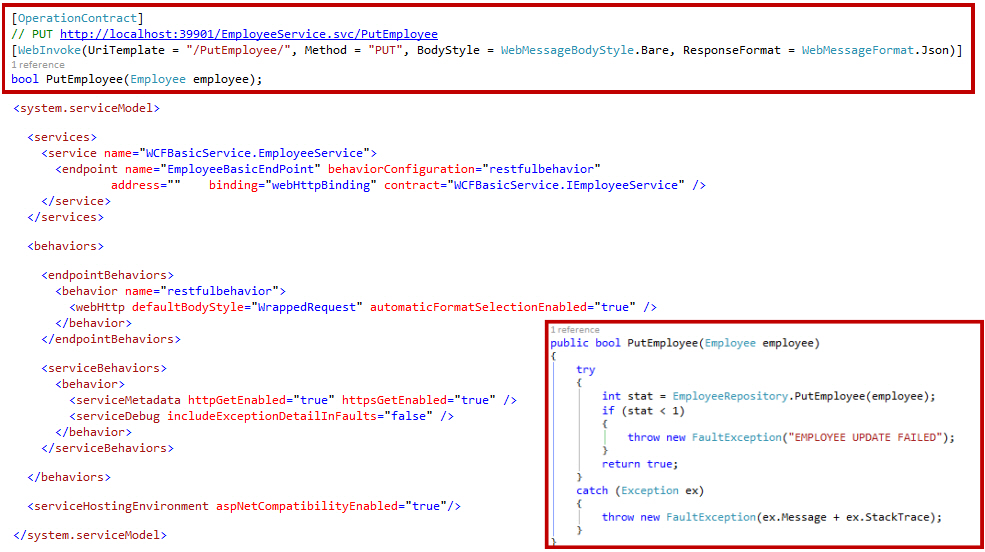 [OperationContract]
// PUT http://localhost:39901/EmployeeService.svc/PutEmployee
[WebInvoke(UriTemplate = "/PutEmployee/", Method = "PUT", BodyStyle = WebMessageBodyStyle.Bare, ResponseFormat = WebMessageFormat.Json)]
1 reference
bool PutEmployee(Employee employee);
<system.serviceModel>
<services>
<service name="WCFBasicService.EmployeeService">
<endpoint name="EmployeeBasicEndPoint" behaviorConfiguration="restfulbehavior"
address="" binding="webHttpBinding" contract="WCFBasicService.IEmployeeService" />
</service>
</services>
<behaviors>
<endpointBehaviors>
<behavior name="restfulbehavior">
<webHttp defaultBodyStyle="WrappedRequest" automaticFormatSelectionEnabled="true" />
</behavior>
</endpointBehaviors>
<serviceBehaviors>
<behavior>
<serviceMetadata httpGetEnabled="true" httpsGetEnabled="true" />
<serviceDebug includeExceptionDetailInFaults="false" />
</behavior>
</serviceBehaviors>
</behaviors>
<serviceHostingEnvironment aspNetCompatibilityEnabled="true"/>
</system.serviceModel>
1 reference
public bool PutEmployee(Employee employee)
{
try
{
int stat = EmployeeRepository.PutEmployee(employee);
if (stat < 1)
{
throw new FaultException("EMPLOYEE UPDATE FAILED");
}
return true;
}
catch (Exception ex)
{
throw new FaultException(ex.Message + ex.StackTrace);
}
}